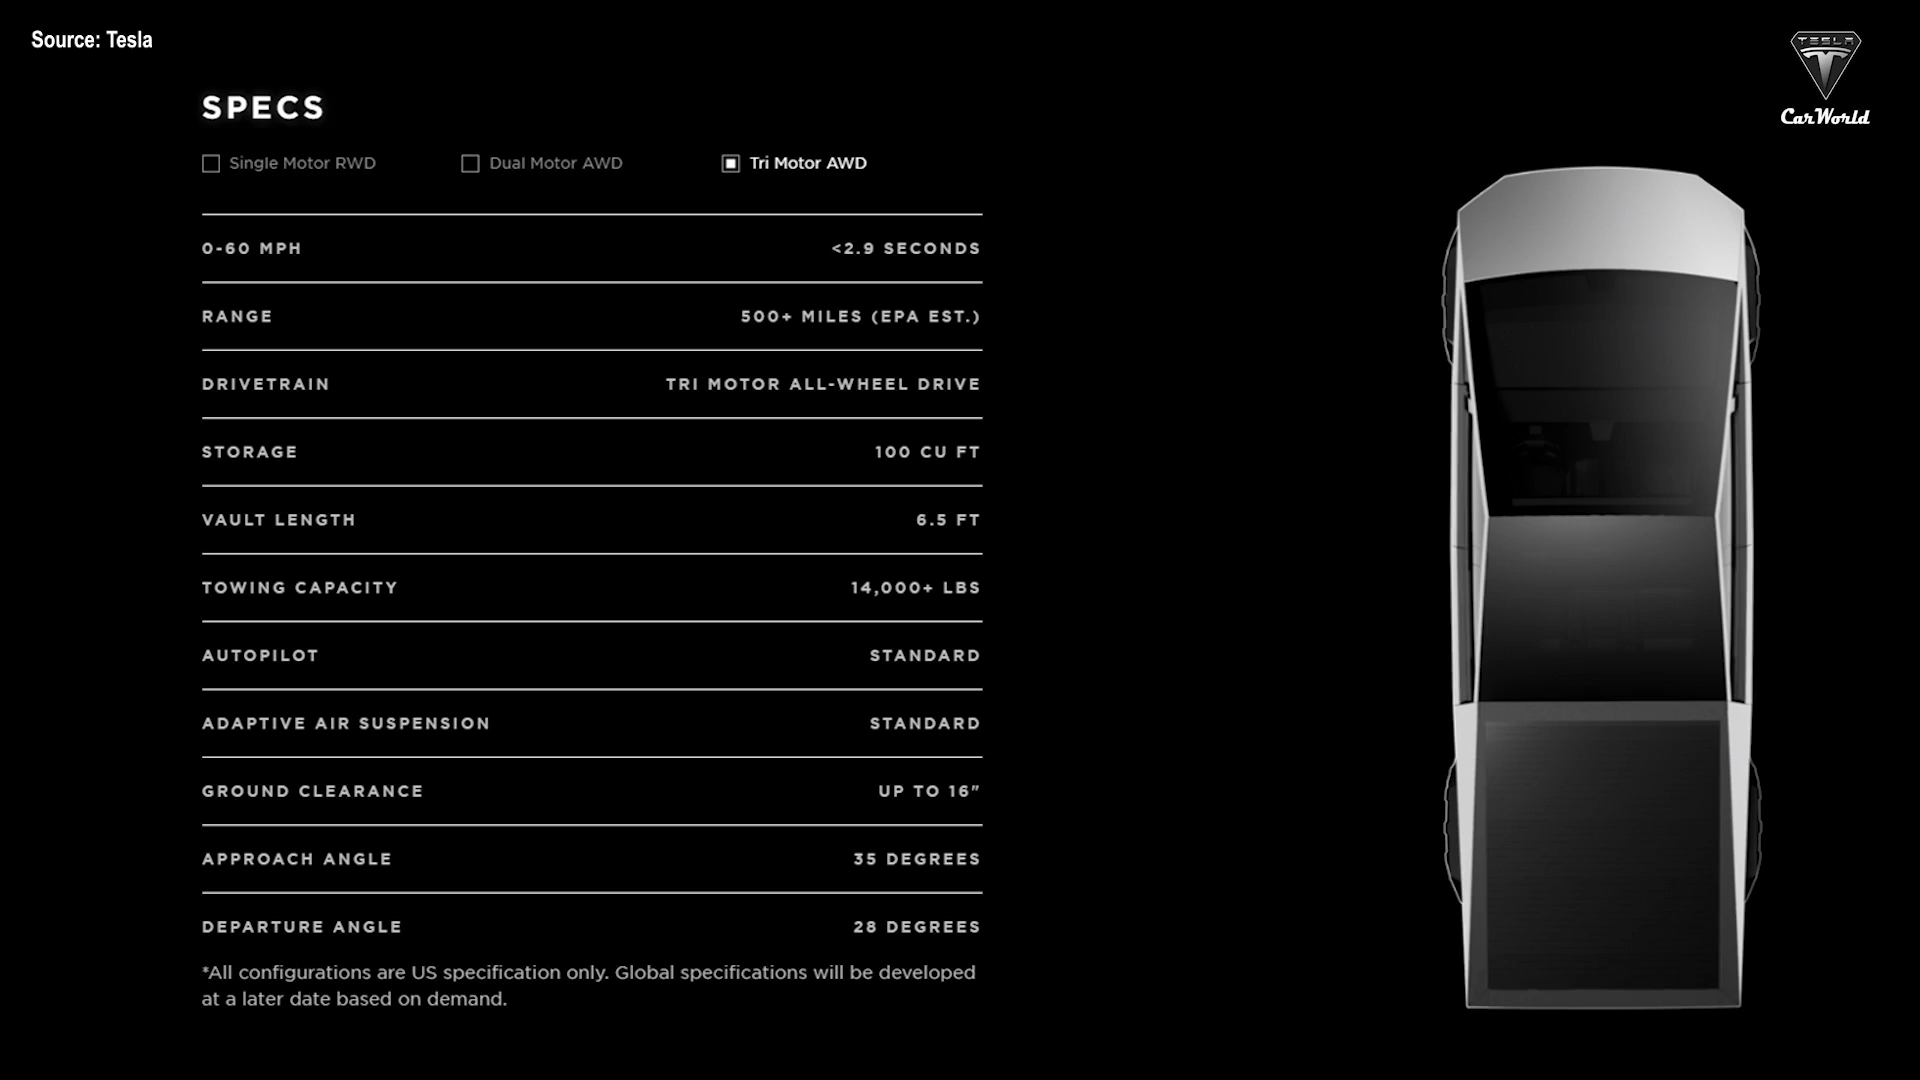 Source: Tesla
TESLA
CarWorld
SPECS
Single Motor RWD
Dual Motor AWD
Tri Motor AWD
0-60 MPH <2.9 SECONDS
RANGE 500+ MILES (EPA EST.)
DRIVETRAIN TRI MOTOR ALL-WHEEL DRIVE
STORAGE 100 CU FT
VAULT LENGTH 6.5 FT
TOWING CAPACITY 14,000+ LBS
AUTOPILOT STANDARD
ADAPTIVE AIR SUSPENSION STANDARD
GROUND CLEARANCE UP TO 16"
APPROACH ANGLE 35 DEGREES
DEPARTURE ANGLE 28 DEGREES
*All configurations are US specification only. Global specifications will be developed
at a later date based on demand.